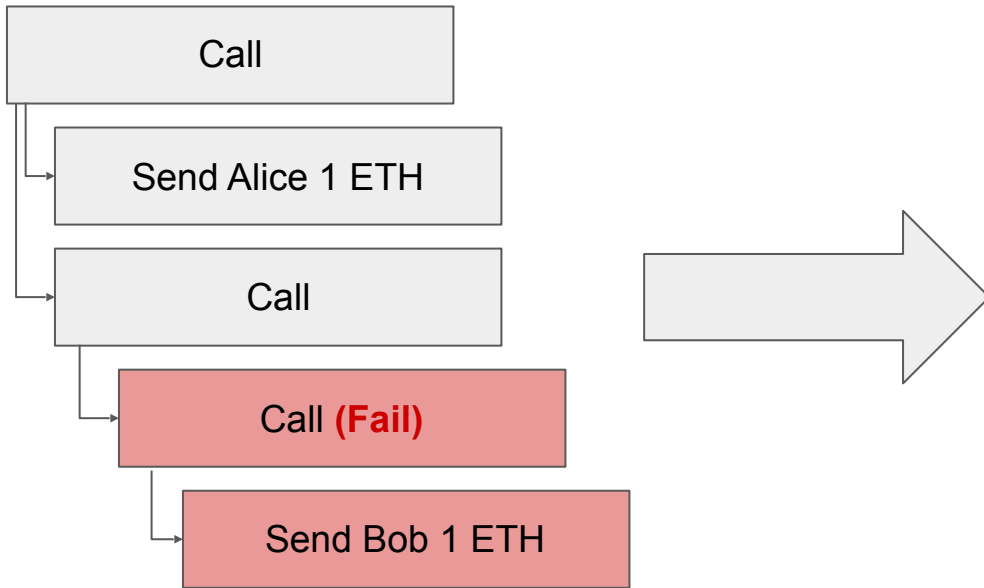 Call
Send Alice 1 ETH
Call
Call (Fail)
Send Bob 1 ETH